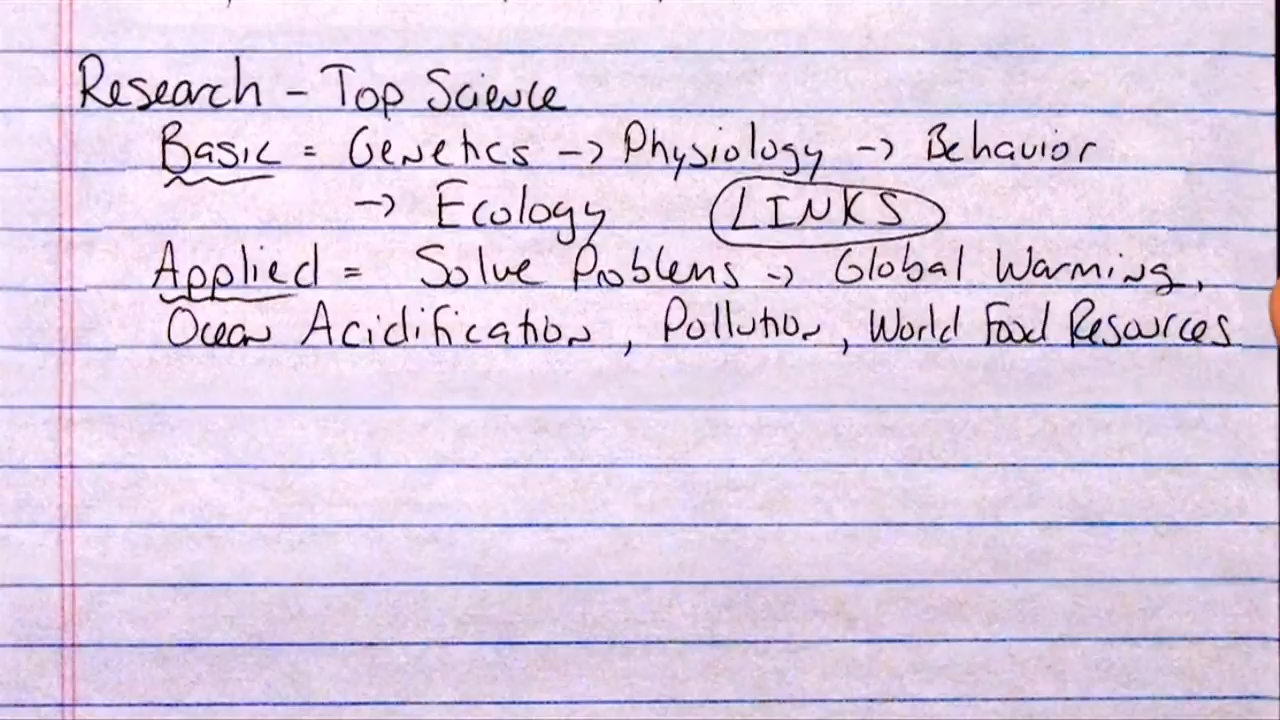 Research - Top Science
Basic = Genetics -> Physiology -> Behavior
-> Ecology LINKS
Applied = Solve Problems -> Global Warming,
Ocean Acidification, Pollution, World Food Resources